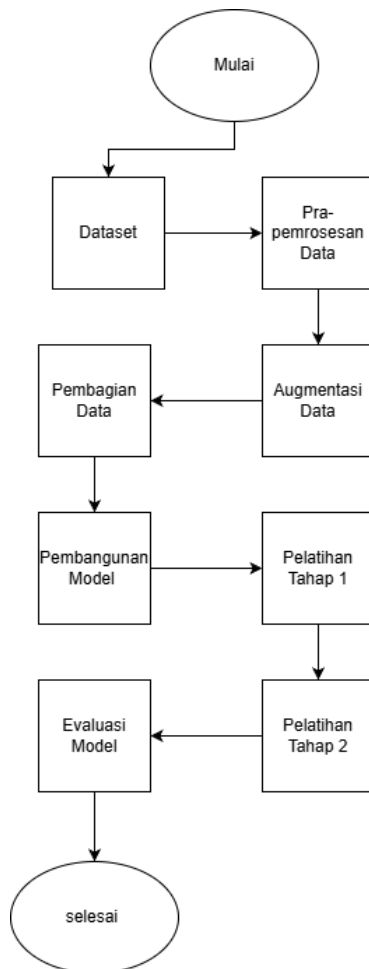 Mulai
Dataset
Pra-
pemrosesan
Data
Augmentasi
Data
Pembagian
Data
Pembangunan
Model
Pelatihan
Tahap 1
Pelatihan
Tahap 2
Evaluasi
Model
selesai